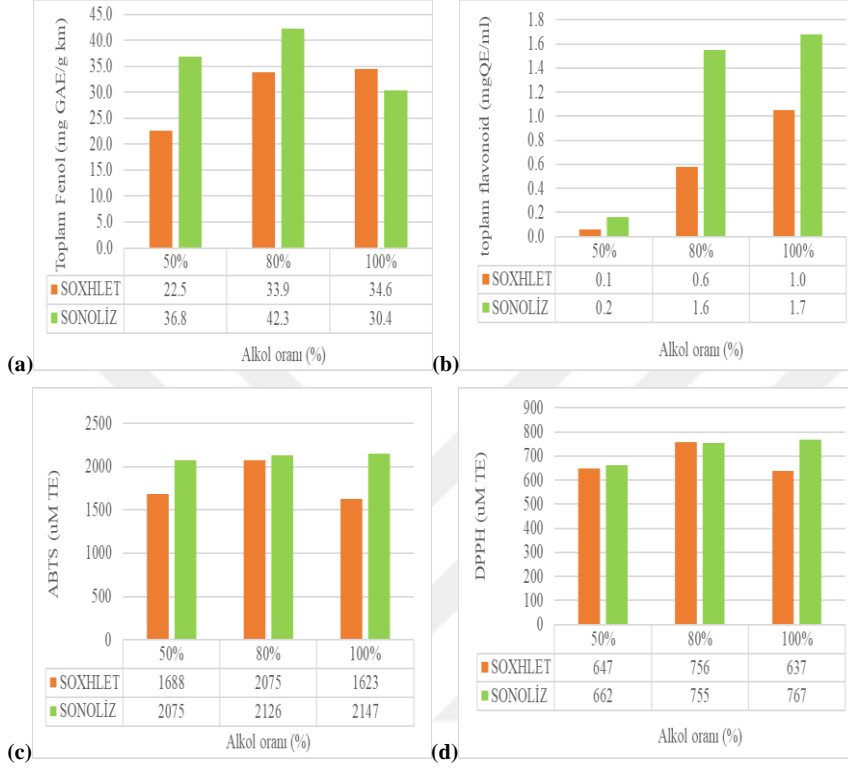 Toplam Fenol (mg GAE/g km)
45.0
40.0
35.0
30.0
25.0
20.0
15.0
10.0
5.0
0.0
50% 80% 100%
SOXHLET 22.5 33.9 34.6
SONOLİZ 36.8 42.3 30.4
Alkol oranı (%)
(a)
toplam flavonoid (mgQE/ml)
1.8
1.6
1.4
1.2
1.0
0.8
0.6
0.4
0.2
0.0
50% 80% 100%
SOXHLET 0.1 0.6 1.0
SONOLİZ 0.2 1.6 1.7
Alkol oranı (%)
(b)
ABTS (uM TE)
2500
2000
1500
1000
500
0
50% 80% 100%
SOXHLET 1688 2075 1623
SONOLİZ 2075 2126 2147
Alkol oranı (%)
(c)
DPPH (uM TE)
900
800
700
600
500
400
300
200
100
0
50% 80% 100%
SOXHLET 647 756 637
SONOLİZ 662 755 767
Alkol oranı (%)
(d)